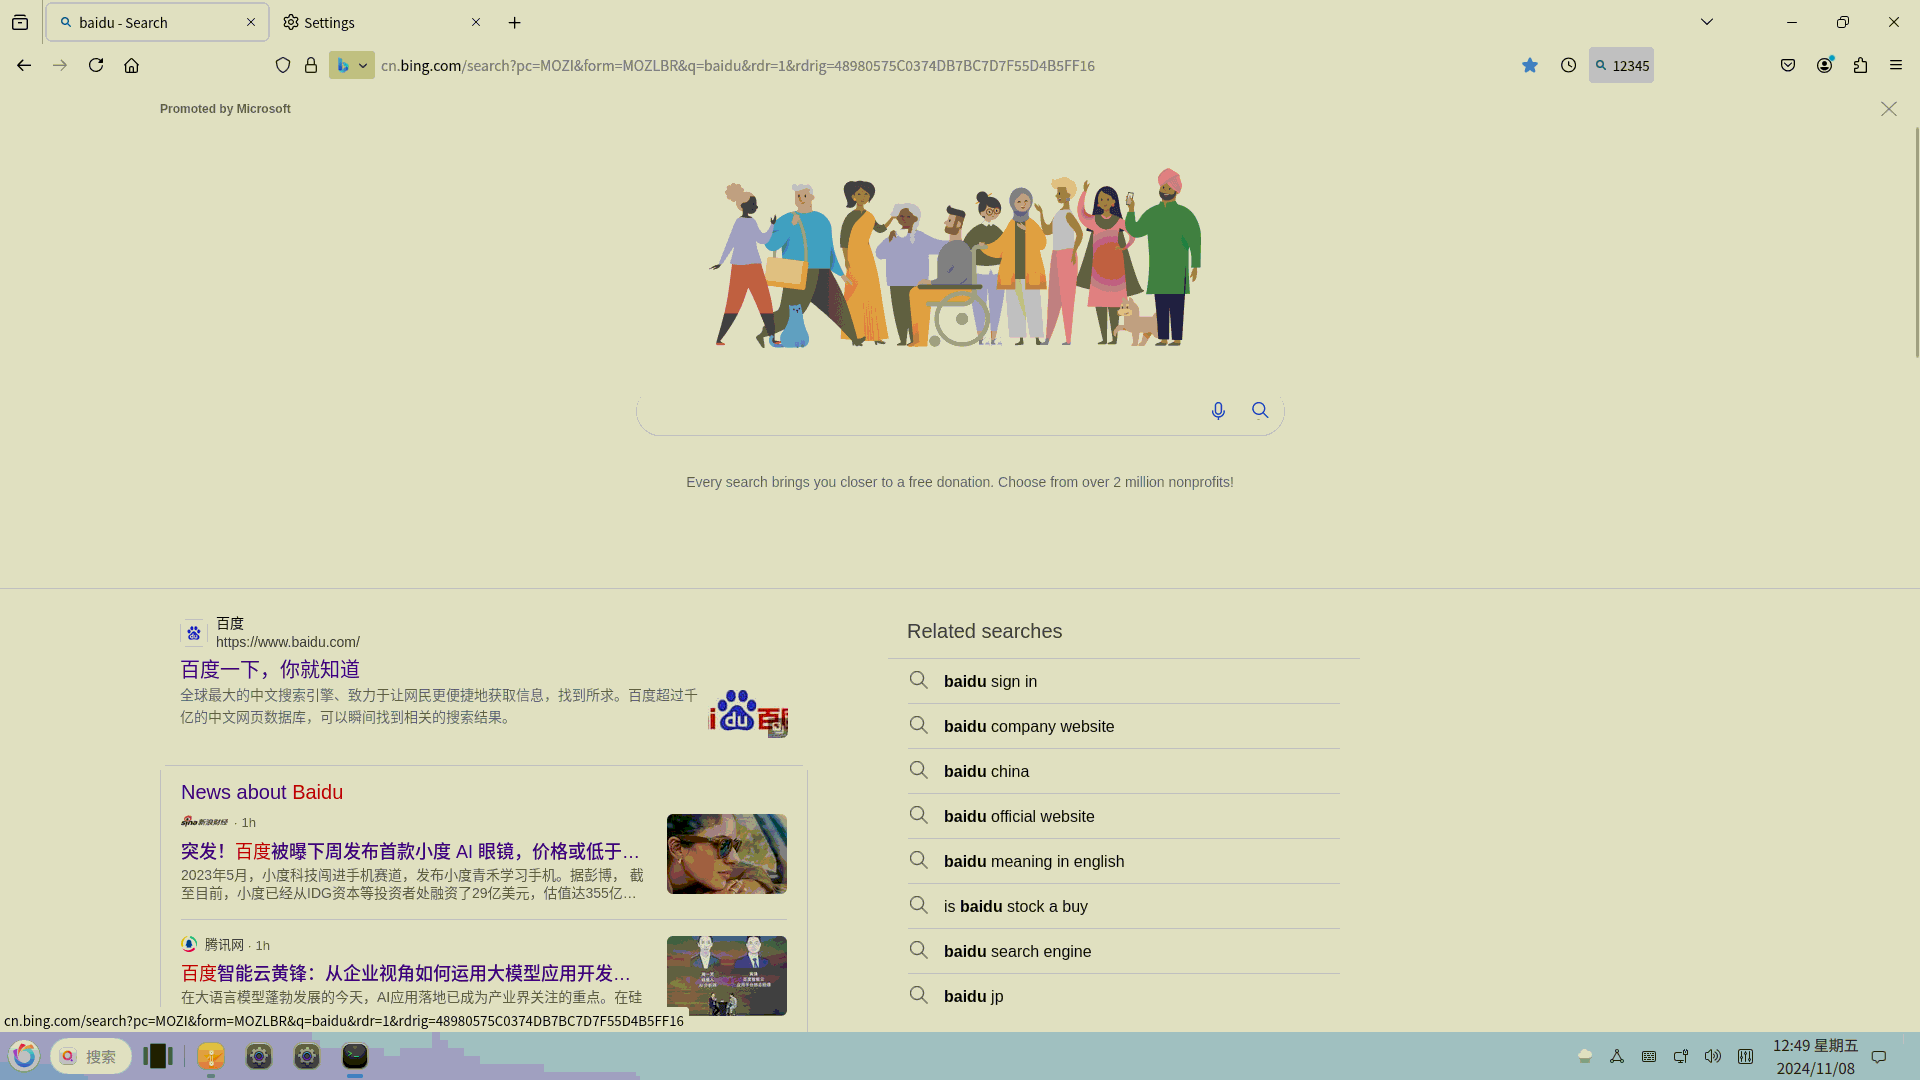 baidu - Search
Settings
cn.bing.com/search?pc=MOZI&form=MOZLBR&q=baidu&rdr=1&rdrig=48980575C0374DB7BC7D7F55D4B5FF16
12345
Promoted by Microsoft
Every search brings you closer to a free donation. Choose from over 2 million nonprofits!
百度
https://www.baidu.com/
百度一下，你就知道
全球最大的中文搜索引擎、致力于让网民更便捷地获取信息，找到所求。百度超过千
亿的中文网页数据库，可以瞬间找到相关的搜索结果。
du
News about Baidu
sina新浪财经 · 1h
突发！百度被曝下周发布首款小度 AI 眼镜，价格或低于…
2023年5月，小度科技闯进手机赛道，发布小度青禾学习手机。据彭博， 截
至目前，小度已经从IDG资本等投资者处融资了29亿美元，估值达355亿…
腾讯网 · 1h
百度智能云黄锋：从企业视角如何运用大模型应用开发…
在大语言模型蓬勃发展的今天，AI应用落地已成为产业界关注的重点。在硅
Related searches
baidu sign in
baidu company website
baidu china
baidu official website
baidu meaning in english
is baidu stock a buy
baidu search engine
baidu jp
cn.bing.com/search?pc=MOZI&form=MOZLBR&q=baidu&rdr=1&rdrig=48980575C0374DB7BC7D7F55D4B5FF16
搜索
12:49 星期五
2024/11/08